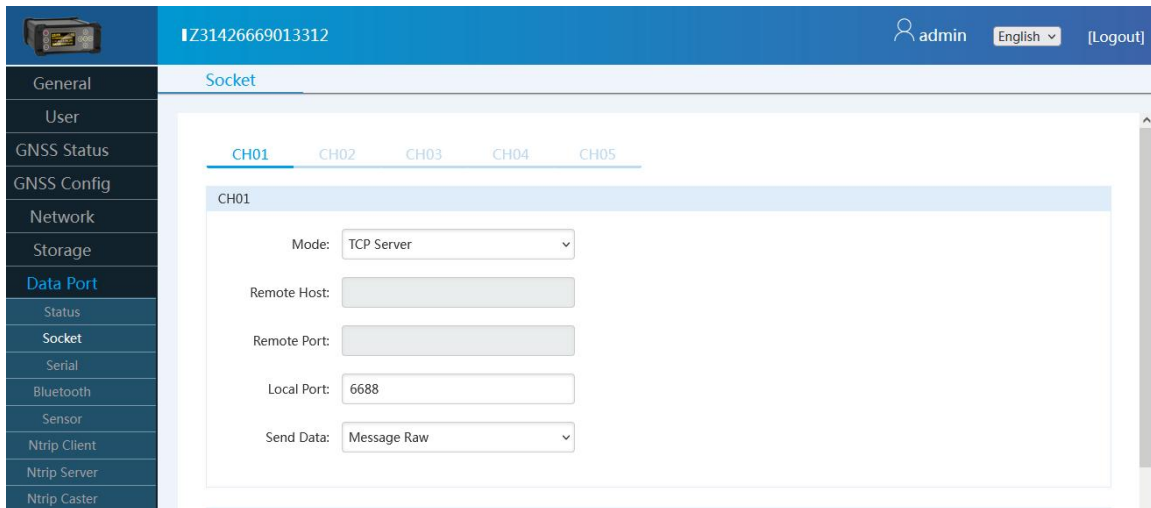 IZ31426669013312
admin
English
[Logout]
General
User
GNSS Status
GNSS Config
Network
Storage
Data Port
Status
Socket
Serial
Bluetooth
Sensor
Ntrip Client
Ntrip Server
Ntrip Caster
Socket
CH01 CH02 CH03 CH04 CH05
CH01
Mode: TCP Server
Remote Host:
Remote Port:
Local Port: 6688
Send Data: Message Raw